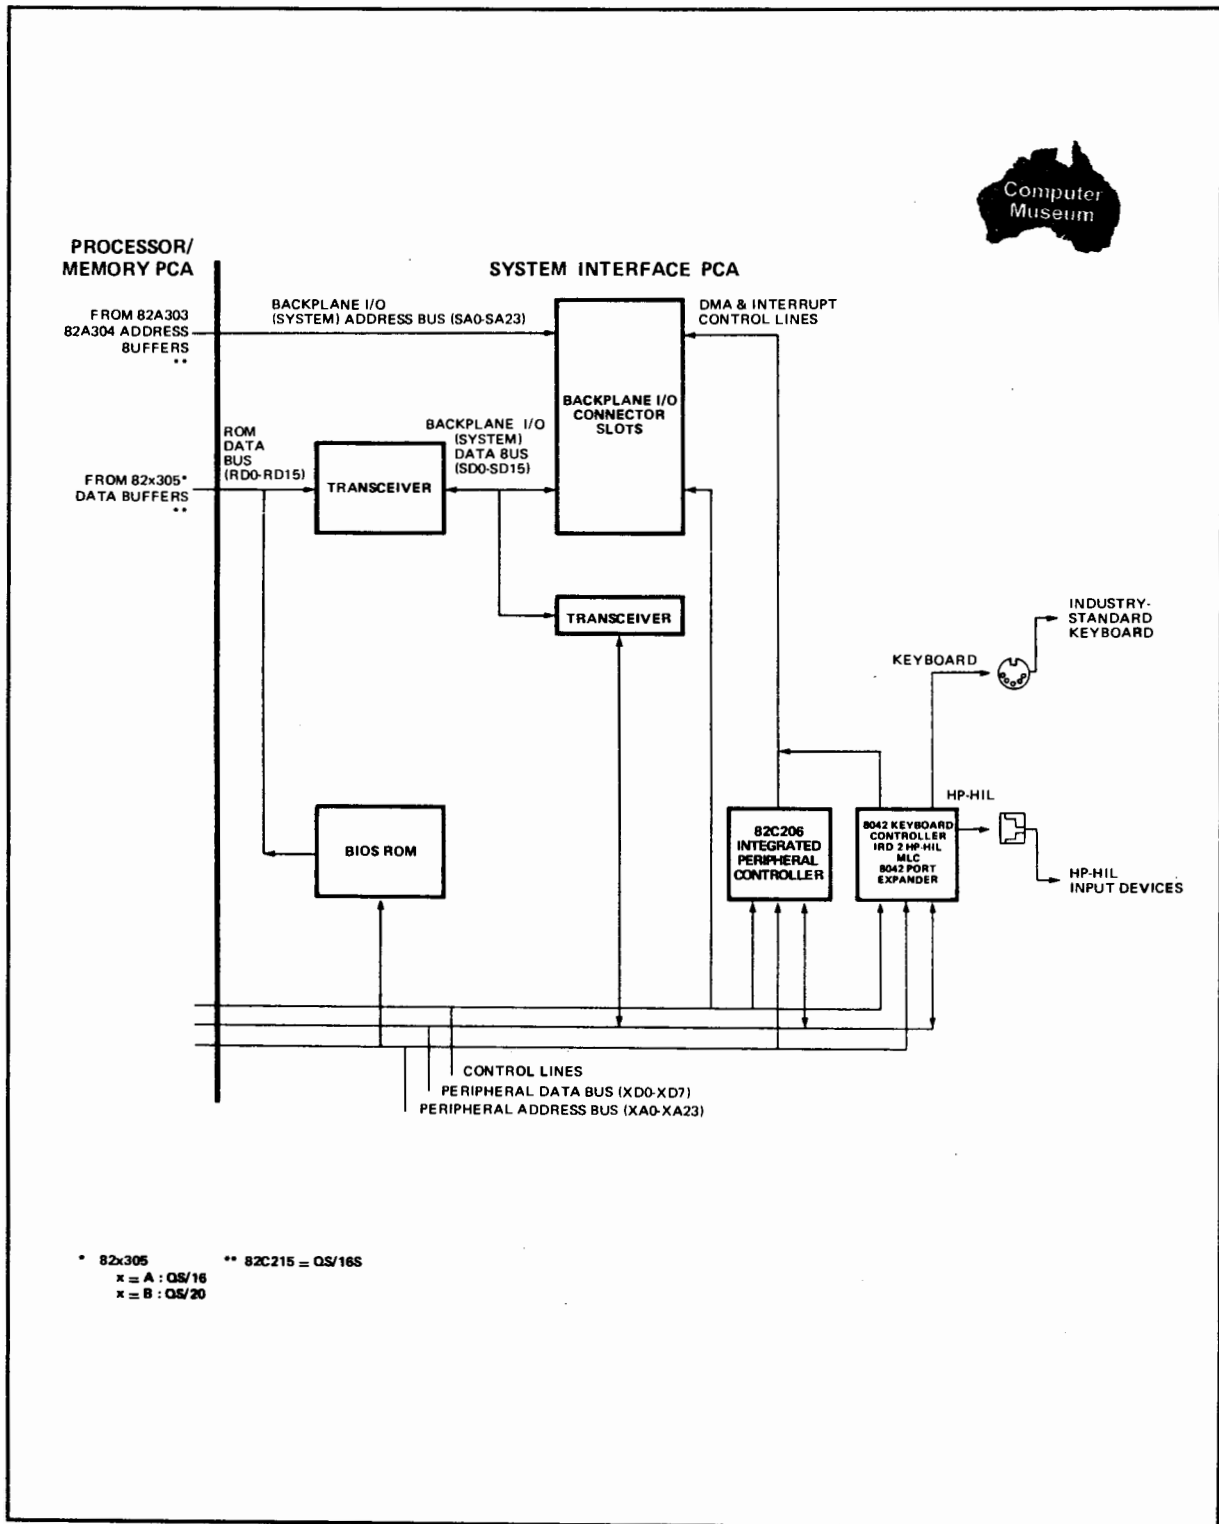 Computer
Museum
PROCESSOR/
MEMORY PCA
SYSTEM INTERFACE PCA
FROM 82A303
82A304 ADDRESS
BUFFERS
**
BACKPLANE I/O
(SYSTEM) ADDRESS BUS (SA0-SA23)
DMA & INTERRUPT
CONTROL LINES
BACKPLANE I/O
CONNECTOR
SLOTS
ROM
DATA
BUS
(RD0-RD15)
BACKPLANE I/O
(SYSTEM)
DATA BUS
(SD0-SD15)
FROM 82x305*
DATA BUFFERS
**
TRANSCEIVER
TRANSCEIVER
INDUSTRY-
STANDARD
KEYBOARD
KEYBOARD
HP-HIL
BIOS ROM
82C206
INTEGRATED
PERIPHERAL
CONTROLLER
8042 KEYBOARD
CONTROLLER
IRD 2 HP-HIL
MLC
8042 PORT
EXPANDER
HP-HIL
INPUT DEVICES
CONTROL LINES
PERIPHERAL DATA BUS (XD0-XD7)
PERIPHERAL ADDRESS BUS (XA0-XA23)
* 82x305
x = A : QS/16
x = B : QS/20
** 82C215 = QS/16S